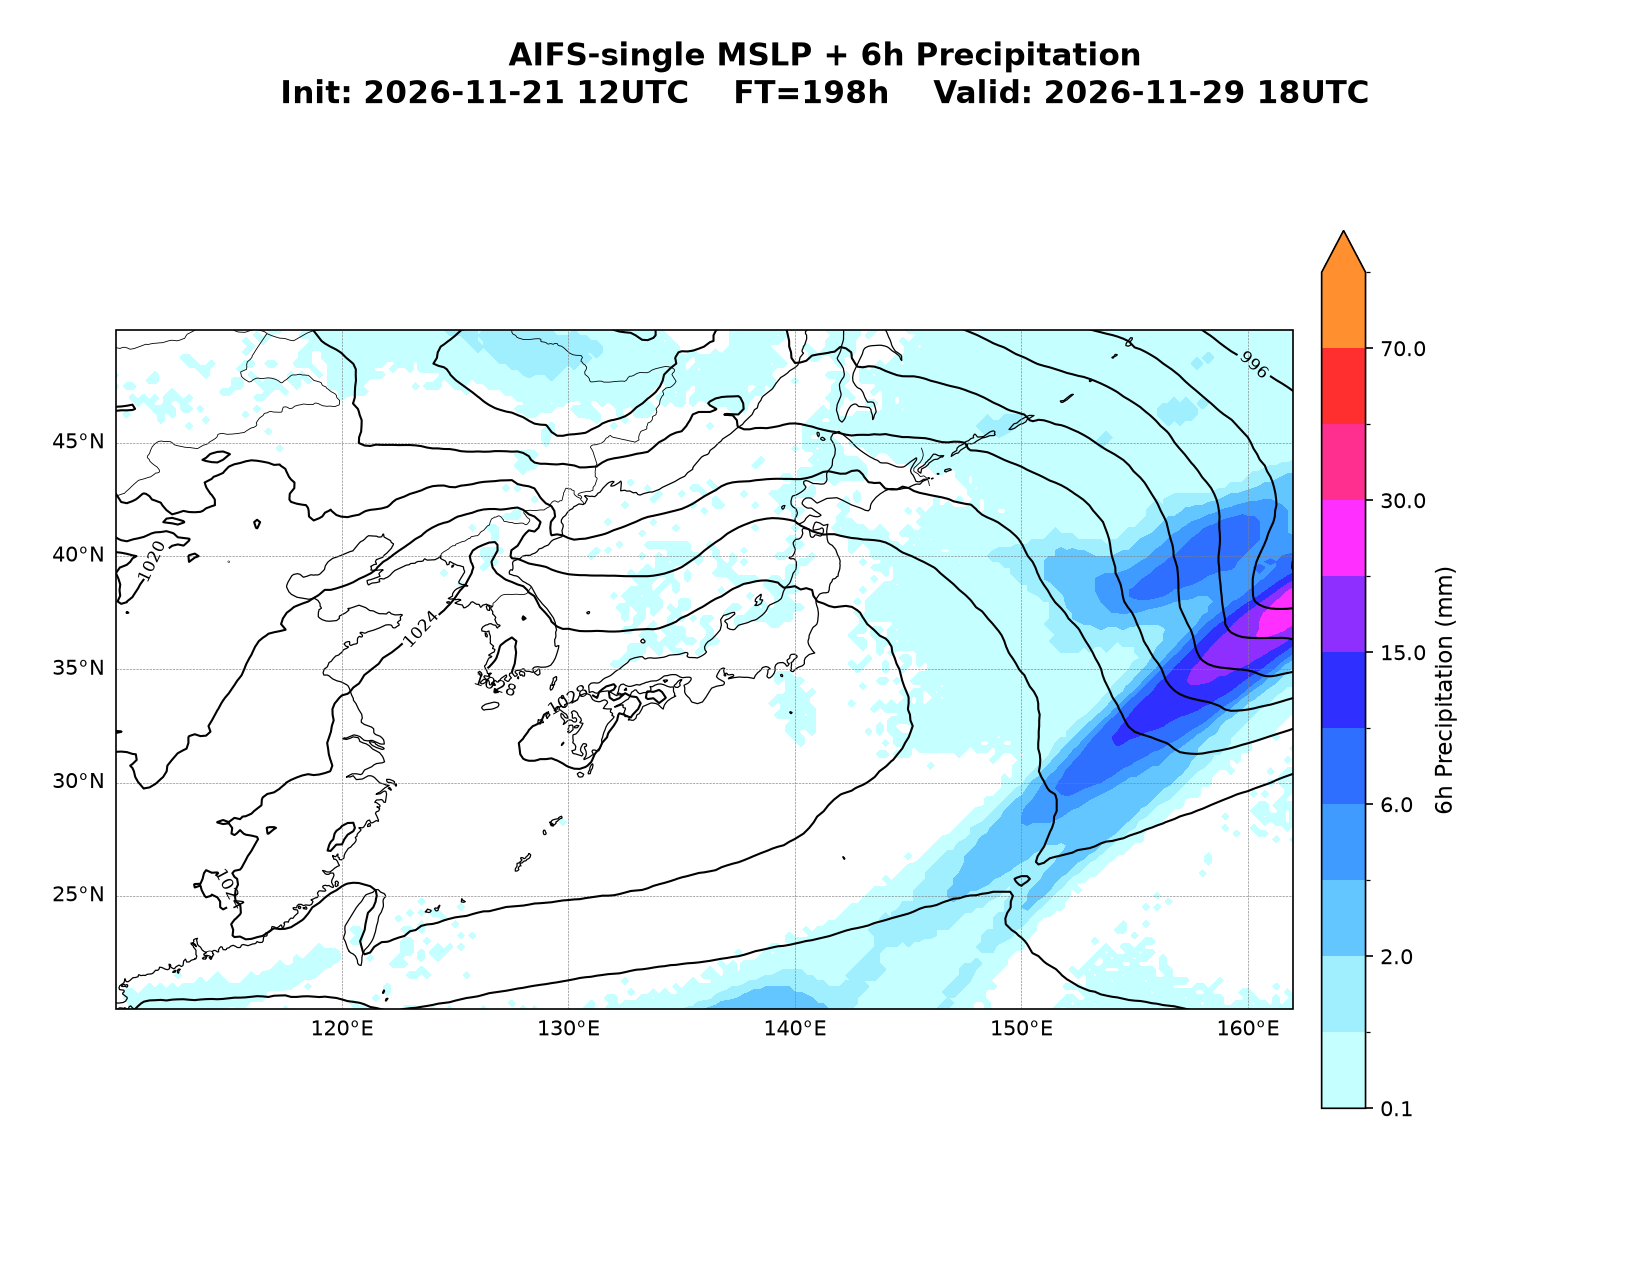 AIFS-single MSLP + 6h Precipitation
Init: 2026-11-21 12UTC    FT=198h    Valid: 2026-11-29 18UTC
996
45°N
40°N
35°N
30°N
25°N
1020
1024
1028
1028
120°E
130°E
140°E
150°E
160°E
70.0
30.0
15.0
6.0
2.0
0.1
6h Precipitation (mm)